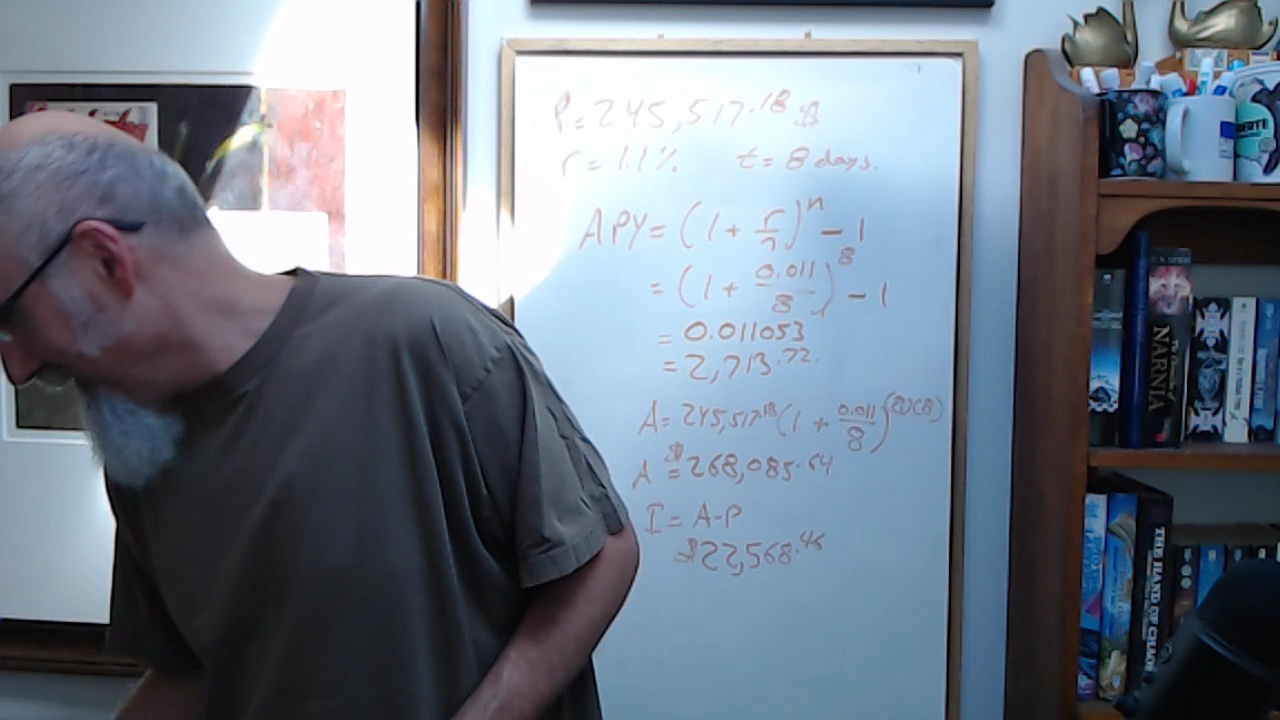 P = 245,517.18 $
r = 1.1% t = 8 days.
APY = (1 + r/n)^n - 1
= (1 + 0.011/8)^8 - 1
= 0.011053
= 2,713.72.
A = 245,517.18 (1 + 0.011/8)^(8)(8)
A = $268,085.64
I = A-P
= $22,568.46
NARNIA
THE HAND OF CHAOS